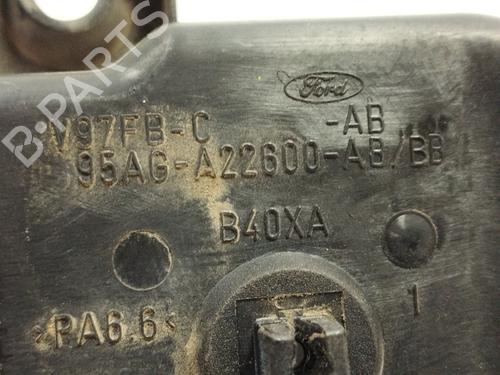 Ford
V97FB-C -AB
95AG-A22600-AB/BB
B40XA
1
>PA6.6<
B-PARTS